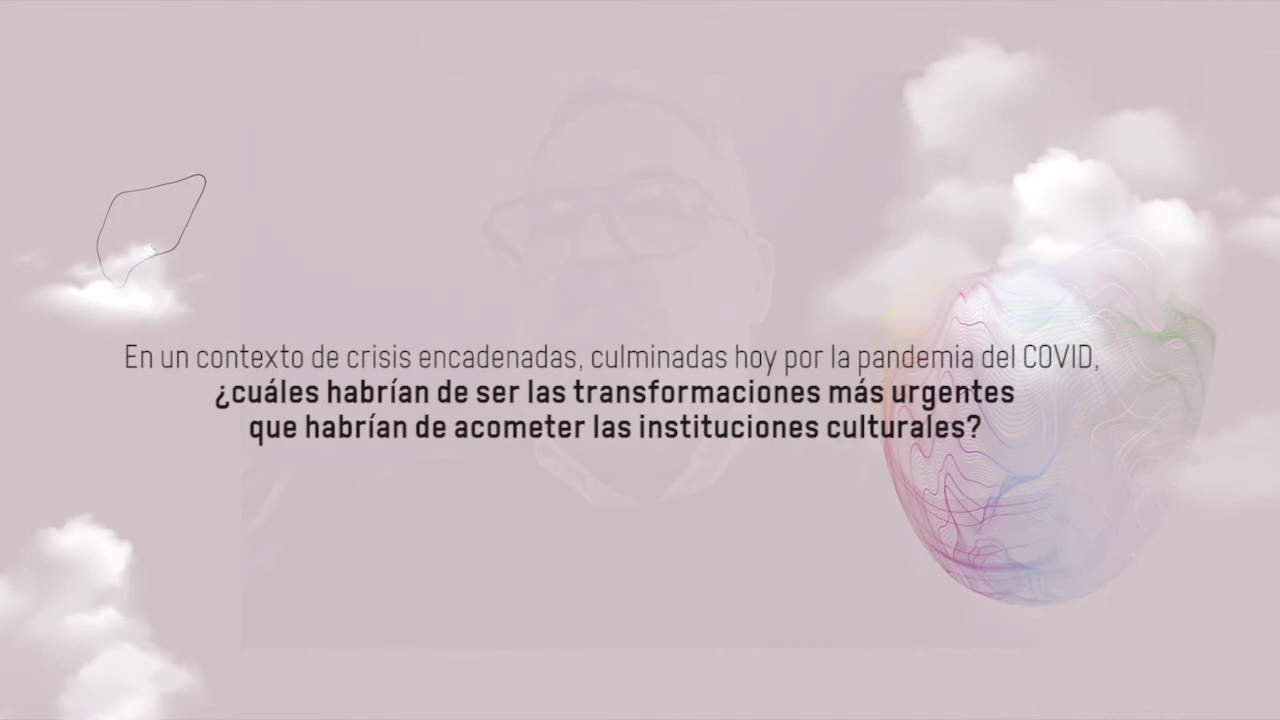 En un contexto de crisis encadenadas, culminadas hoy por la pandemia del COVID,
¿cuáles habrían de ser las transformaciones más urgentes
que habrían de acometer las instituciones culturales?